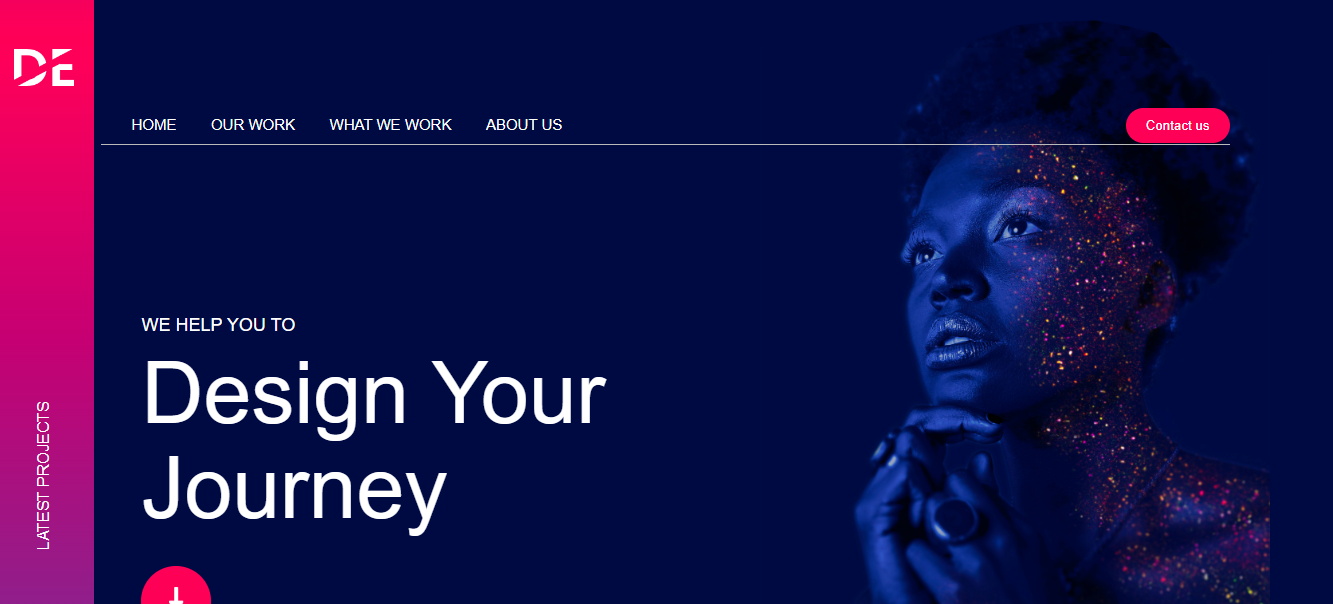 DE
HOME
OUR WORK
WHAT WE WORK
ABOUT US
Contact us
WE HELP YOU TO
Design Your
Journey
LATEST PROJECTS